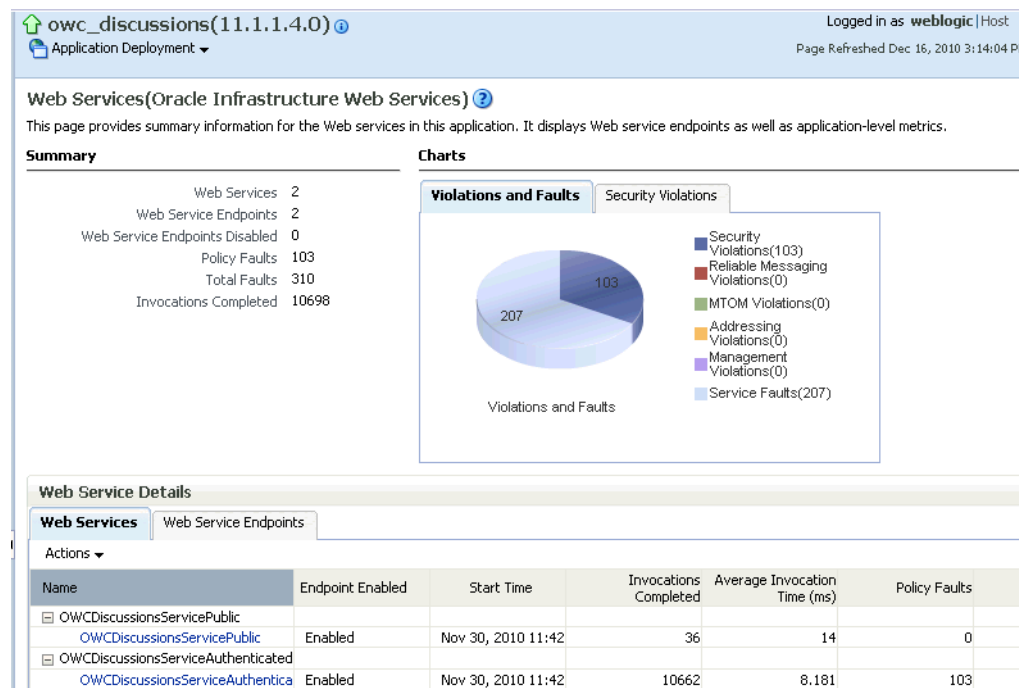 owc_discussions(11.1.1.4.0)
Logged in as weblogic|Host
Application Deployment
Page Refreshed Dec 16, 2010 3:14:04 P
Web Services(Oracle Infrastructure Web Services)
This page provides summary information for the Web services in this application. It displays Web service endpoints as well as application-level metrics.
Summary
Web Services 2
Web Service Endpoints 2
Web Service Endpoints Disabled 0
Policy Faults 103
Total Faults 310
Invocations Completed 10698
Charts
Violations and Faults Security Violations
103
207
Violations and Faults
Security
Violations(103)
Reliable Messaging
Violations(0)
MTOM Violations(0)
Addressing
Violations(0)
Management
Violations(0)
Service Faults(207)
Web Service Details
Web Services Web Service Endpoints
Actions
Name Endpoint Enabled Start Time Invocations Completed Average Invocation Time (ms) Policy Faults
OWCDiscussionsServicePublic
OWCDiscussionsServicePublic Enabled Nov 30, 2010 11:42 36 14 0
OWCDiscussionsServiceAuthenticated
OWCDiscussionsServiceAuthentica Enabled Nov 30, 2010 11:42 10662 8.181 103